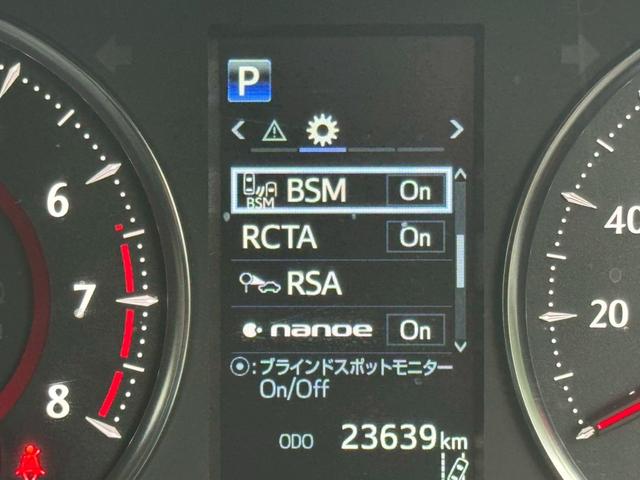 P
BSM BSM On
RCTA On
RSA
nanoe On
⦿:ブラインドスポットモニター
On/Off
ODO 23639km
6
7
8
40
20